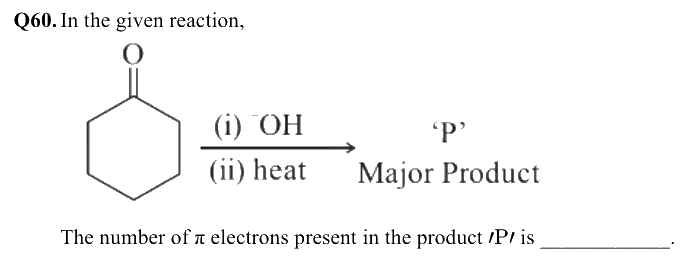 Q60. In the given reaction,
O
(i) ⁻OH
(ii) heat
‘P’
Major Product
The number of π electrons present in the product ′P′ is ____________.